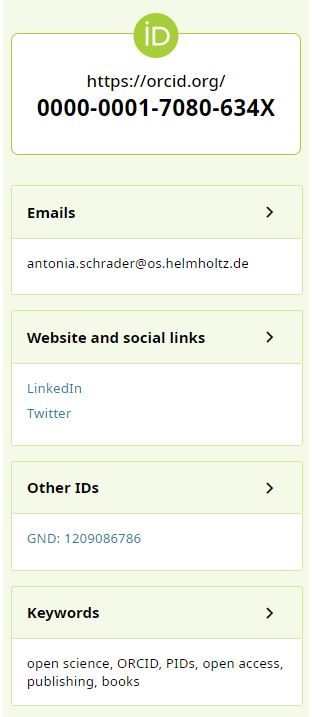 iD
https://orcid.org/
0000-0001-7080-634X
Emails
antonia.schrader@os.helmholtz.de
Website and social links
LinkedIn
Twitter
Other IDs
GND: 1209086786
Keywords
open science, ORCID, PIDs, open access,
publishing, books